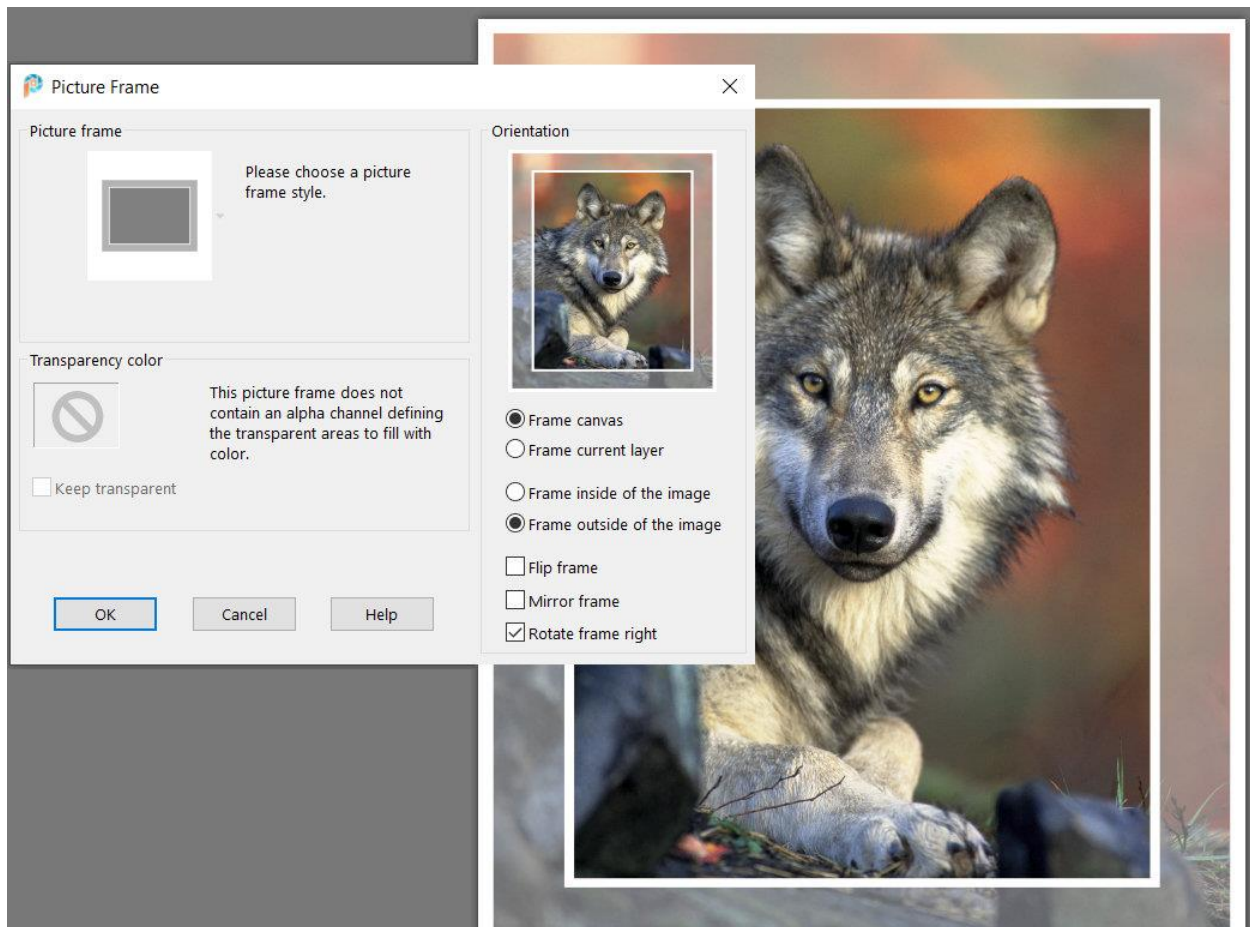 Picture Frame
Picture frame
Please choose a picture
frame style.
Transparency color
This picture frame does not
contain an alpha channel defining
the transparent areas to fill with
color.
Keep transparent
OK
Cancel
Help
Orientation
Frame canvas
Frame current layer
Frame inside of the image
Frame outside of the image
Flip frame
Mirror frame
Rotate frame right